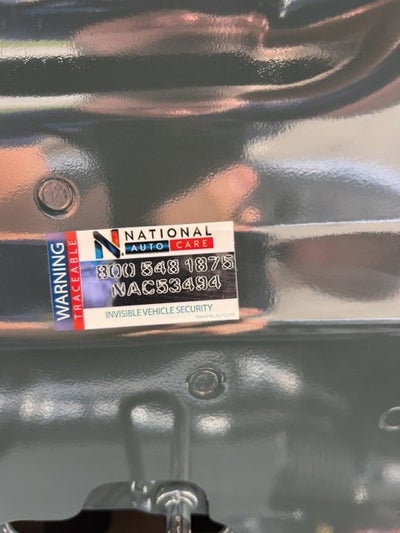 WARNING
TRACEABLE
N. NATIONAL
AUTO CARE
800 548 1875
NAC53494
INVISIBLE VEHICLE SECURITY